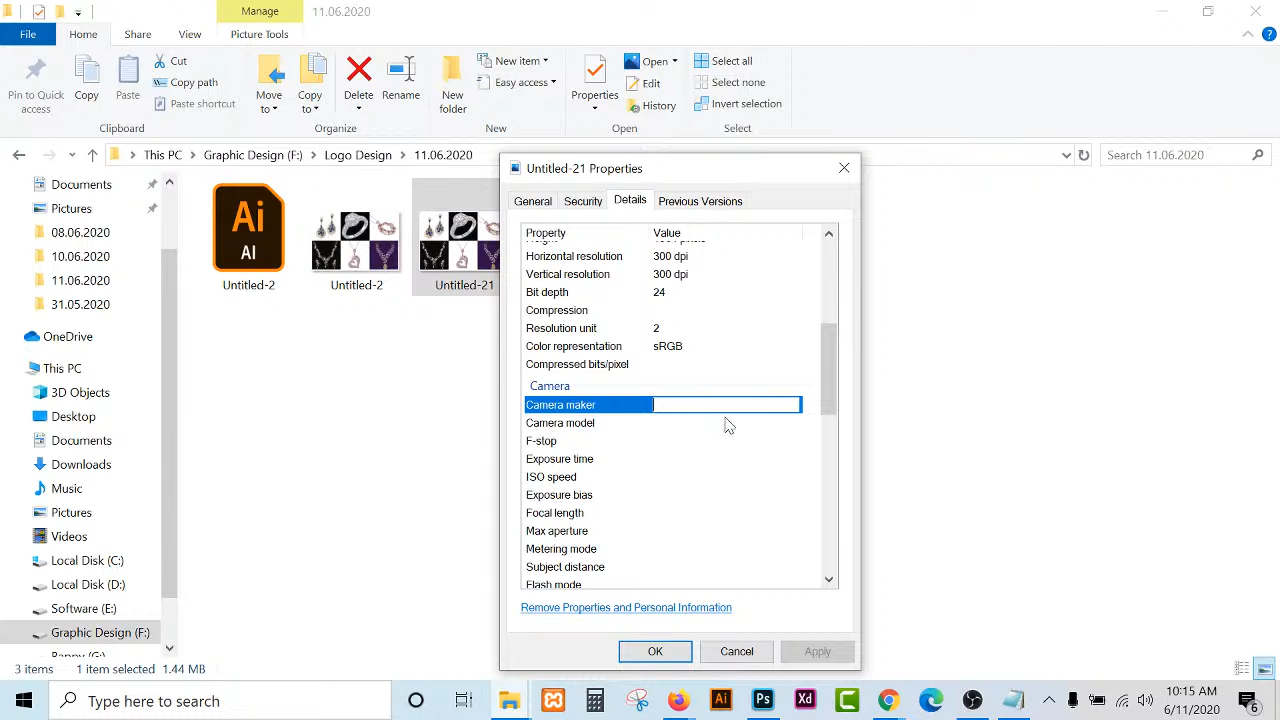 Manage
11.06.2020
File
Home
Share
View
Picture Tools
Pin to Quick access
Copy
Paste
Cut
Copy path
Paste shortcut
Clipboard
Move to
Copy to
Delete
Rename
Organize
New folder
New item
Easy access
New
Properties
Open
Edit
History
Open
Select all
Select none
Invert selection
Select
This PC > Graphic Design (F:) > Logo Design > 11.06.2020
Search 11.06.2020
Documents
Pictures
08.06.2020
10.06.2020
11.06.2020
31.05.2020
OneDrive
This PC
3D Objects
Desktop
Documents
Downloads
Music
Pictures
Videos
Local Disk (C:)
Local Disk (D:)
Software (E:)
Graphic Design (F:)
Ai
AI
Untitled-2
Untitled-2
Untitled-21
Untitled-21 Properties
General
Security
Details
Previous Versions
Property Value
Horizontal resolution 300 dpi
Vertical resolution 300 dpi
Bit depth 24
Compression
Resolution unit 2
Color representation sRGB
Compressed bits/pixel
Camera
Camera maker
Camera model
F-stop
Exposure time
ISO speed
Exposure bias
Focal length
Max aperture
Metering mode
Subject distance
Flash mode
Remove Properties and Personal Information
OK
Cancel
Apply
3 items
1 item selected 1.44 MB
Type here to search
Ai
Ps
Xd
10:15 AM
6/11/2020
6